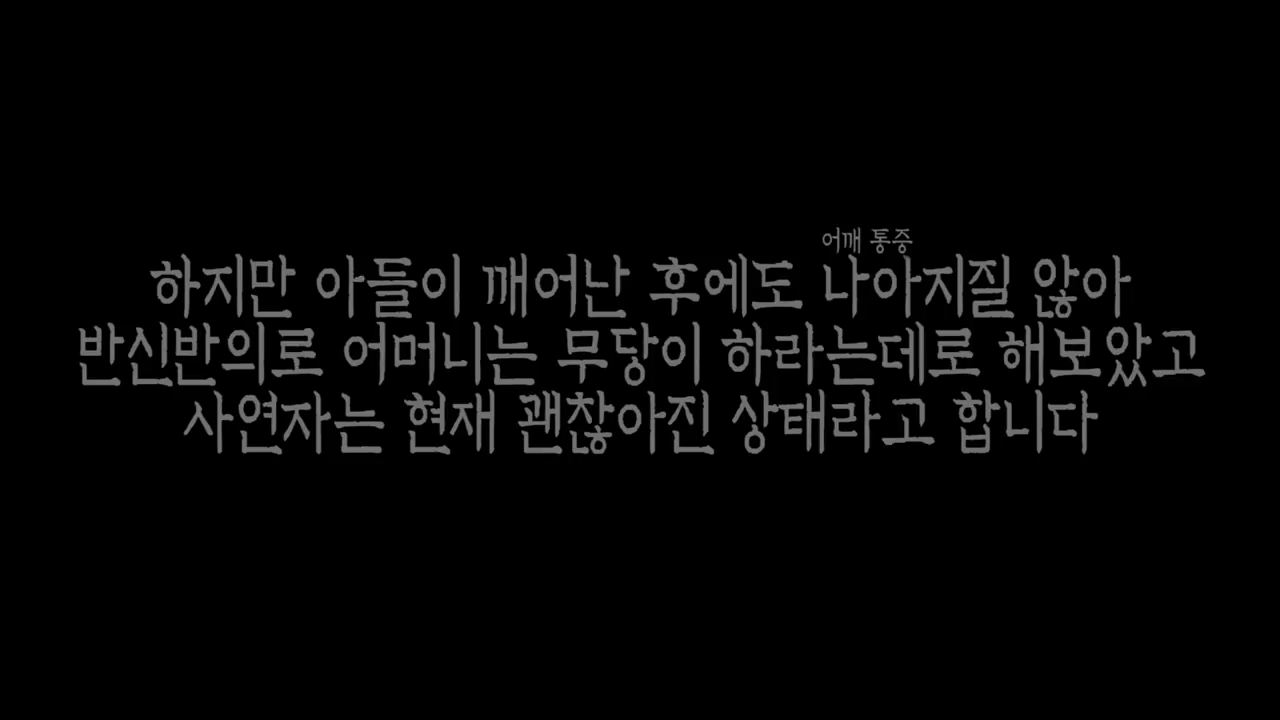 어깨 통증
하지만 아들이 깨어난 후에도 나아지질 않아
반신반의로 어머니는 무당이 하라는데로 해보았고
사연자는 현재 괜찮아진 상태라고 합니다